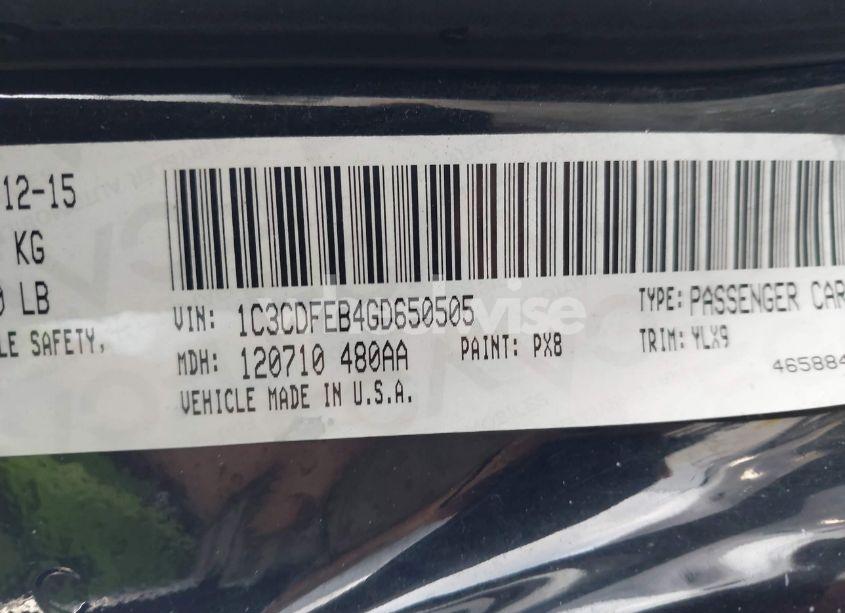 12-15
KG
LB
LE SAFETY,
VIN: 1C3CDFEB4GD650505
TYPE: PASSENGER CAR
MDH: 120710 480AA
PAINT: PX8
TRIM: YLX9
VEHICLE MADE IN U.S.A.
465884